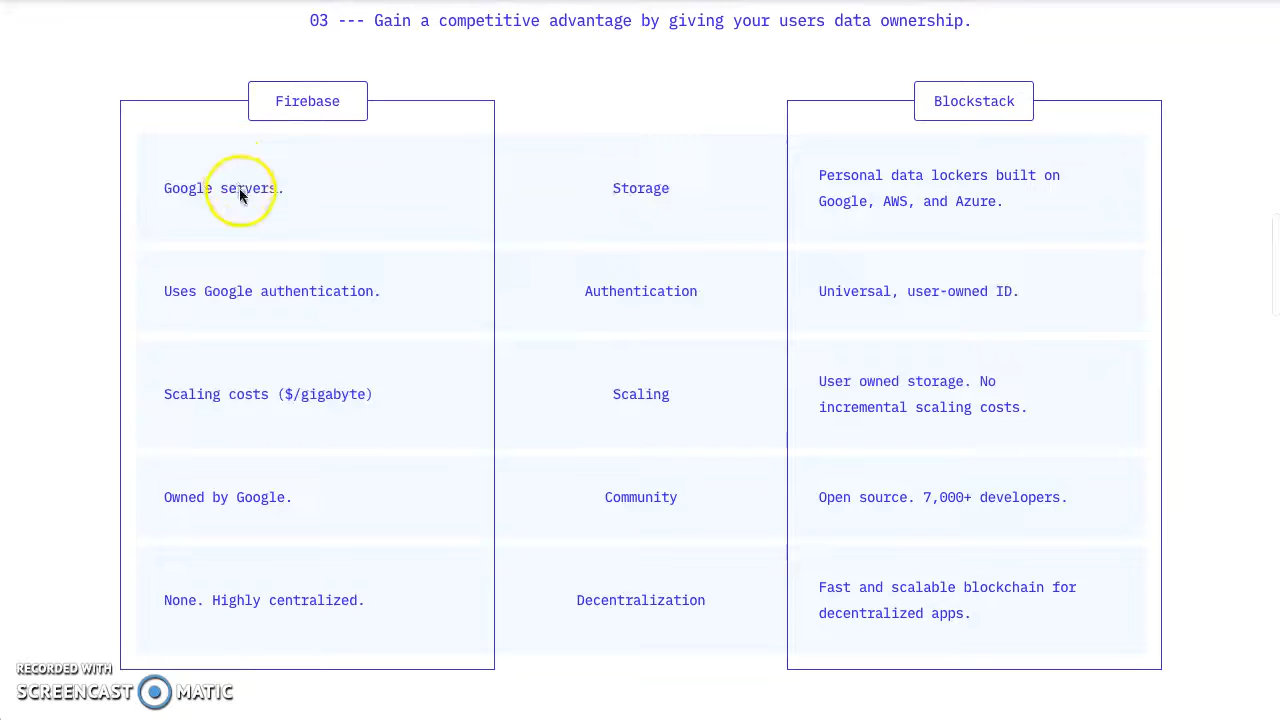 03 --- Gain a competitive advantage by giving your users data ownership.
Firebase
Blockstack
Google servers.
Storage
Personal data lockers built on
Google, AWS, and Azure.
Uses Google authentication.
Authentication
Universal, user-owned ID.
Scaling costs ($/gigabyte)
Scaling
User owned storage. No
incremental scaling costs.
Owned by Google.
Community
Open source. 7,000+ developers.
None. Highly centralized.
Decentralization
Fast and scalable blockchain for
decentralized apps.
RECORDED WITH
SCREENCAST MATIC